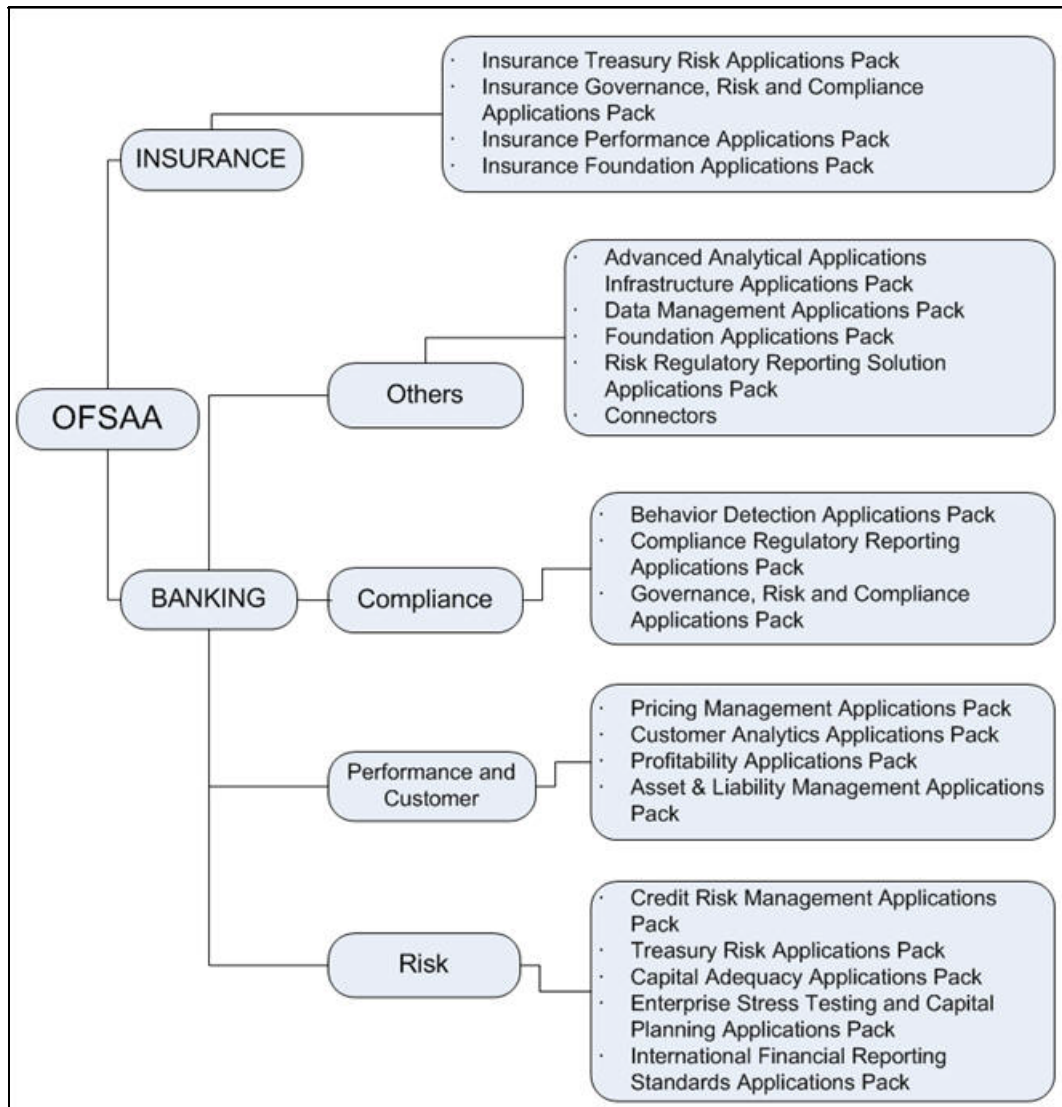 · Insurance Treasury Risk Applications Pack
· Insurance Governance, Risk and Compliance
Applications Pack
· Insurance Performance Applications Pack
· Insurance Foundation Applications Pack
INSURANCE
· Advanced Analytical Applications
Infrastructure Applications Pack
· Data Management Applications Pack
· Foundation Applications Pack
· Risk Regulatory Reporting Solution
Applications Pack
· Connectors
Others
OFSAA
· Behavior Detection Applications Pack
· Compliance Regulatory Reporting
Applications Pack
· Governance, Risk and Compliance
Applications Pack
BANKING
Compliance
· Pricing Management Applications Pack
· Customer Analytics Applications Pack
· Profitability Applications Pack
· Asset & Liability Management Applications
Pack
Performance and
Customer
· Credit Risk Management Applications
Pack
· Treasury Risk Applications Pack
· Capital Adequacy Applications Pack
· Enterprise Stress Testing and Capital
Planning Applications Pack
· International Financial Reporting
Standards Applications Pack
Risk